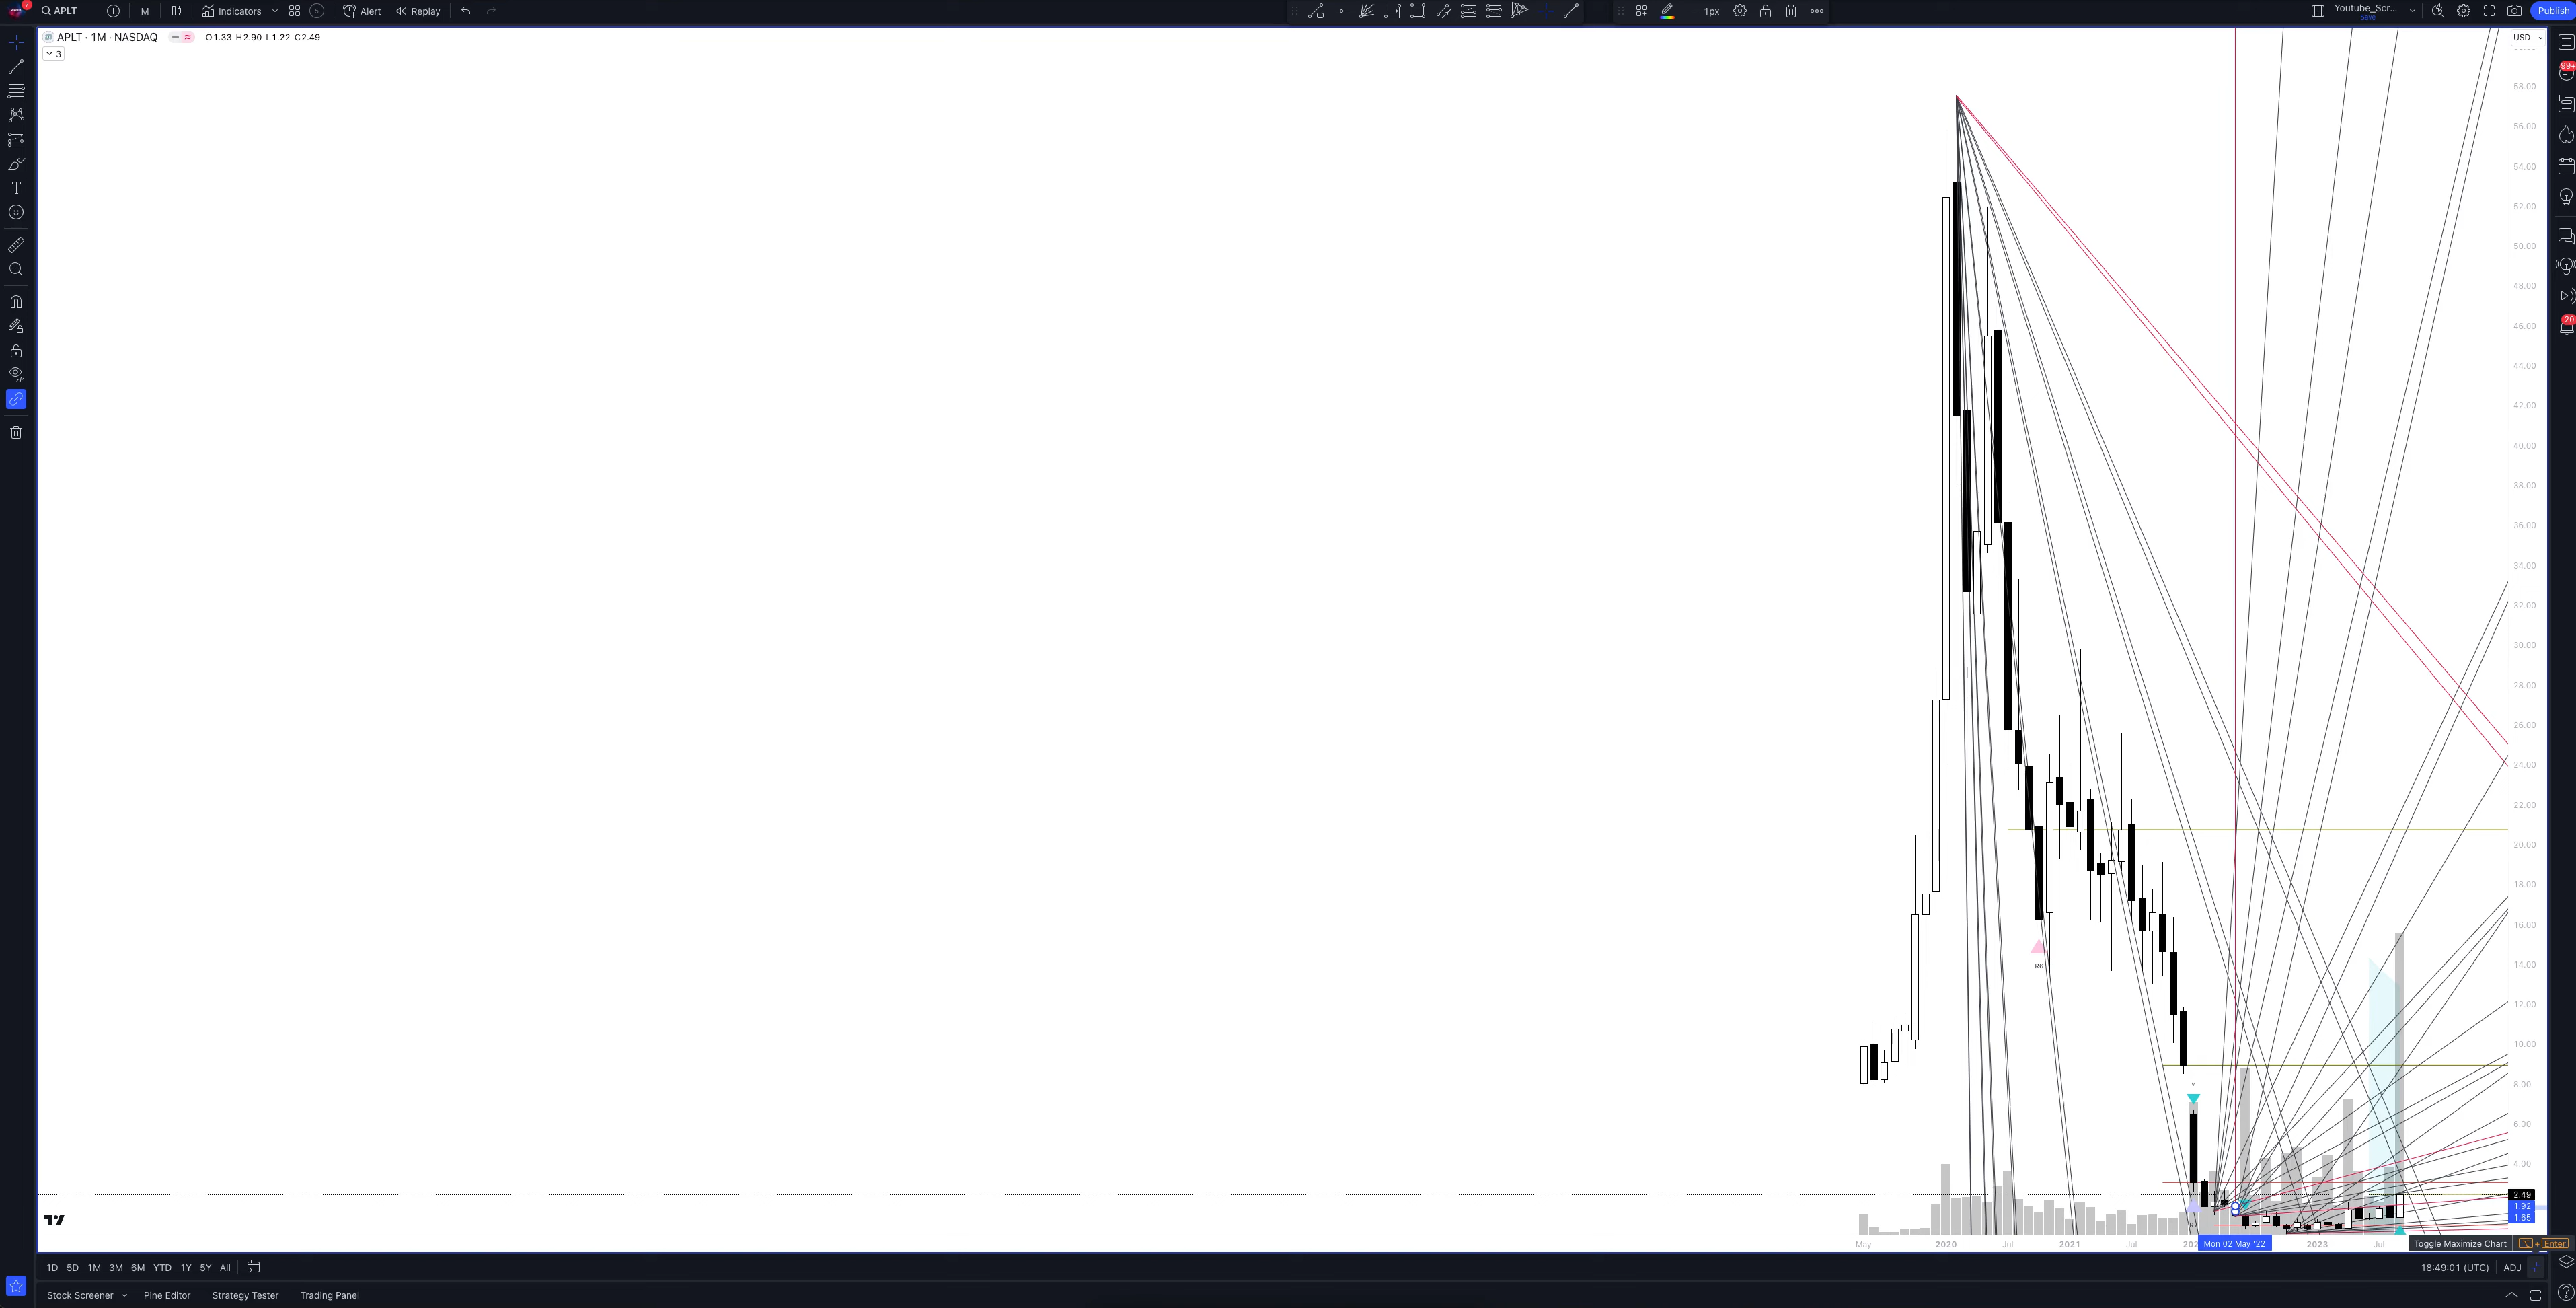 7
APLT
M
Indicators
5
Alert
Replay
1px
Youtube_Scr...
Save
Publish
APLT · 1M · NASDAQ
O1.33 H2.90 L1.22 C2.49
3
USD
99+
20
58.00
56.00
54.00
52.00
50.00
48.00
46.00
44.00
42.00
40.00
38.00
36.00
34.00
32.00
30.00
28.00
26.00
24.00
22.00
20.00
18.00
16.00
14.00
12.00
10.00
8.00
6.00
4.00
2.49
1.92
1.65
R6
May
2020
Jul
2021
Jul
Mon 02 May '22
2023
Jul
Toggle Maximize Chart
+ Enter
1D 5D 1M 3M 6M YTD 1Y 5Y All
18:49:01 (UTC)
ADJ
Stock Screener
Pine Editor
Strategy Tester
Trading Panel